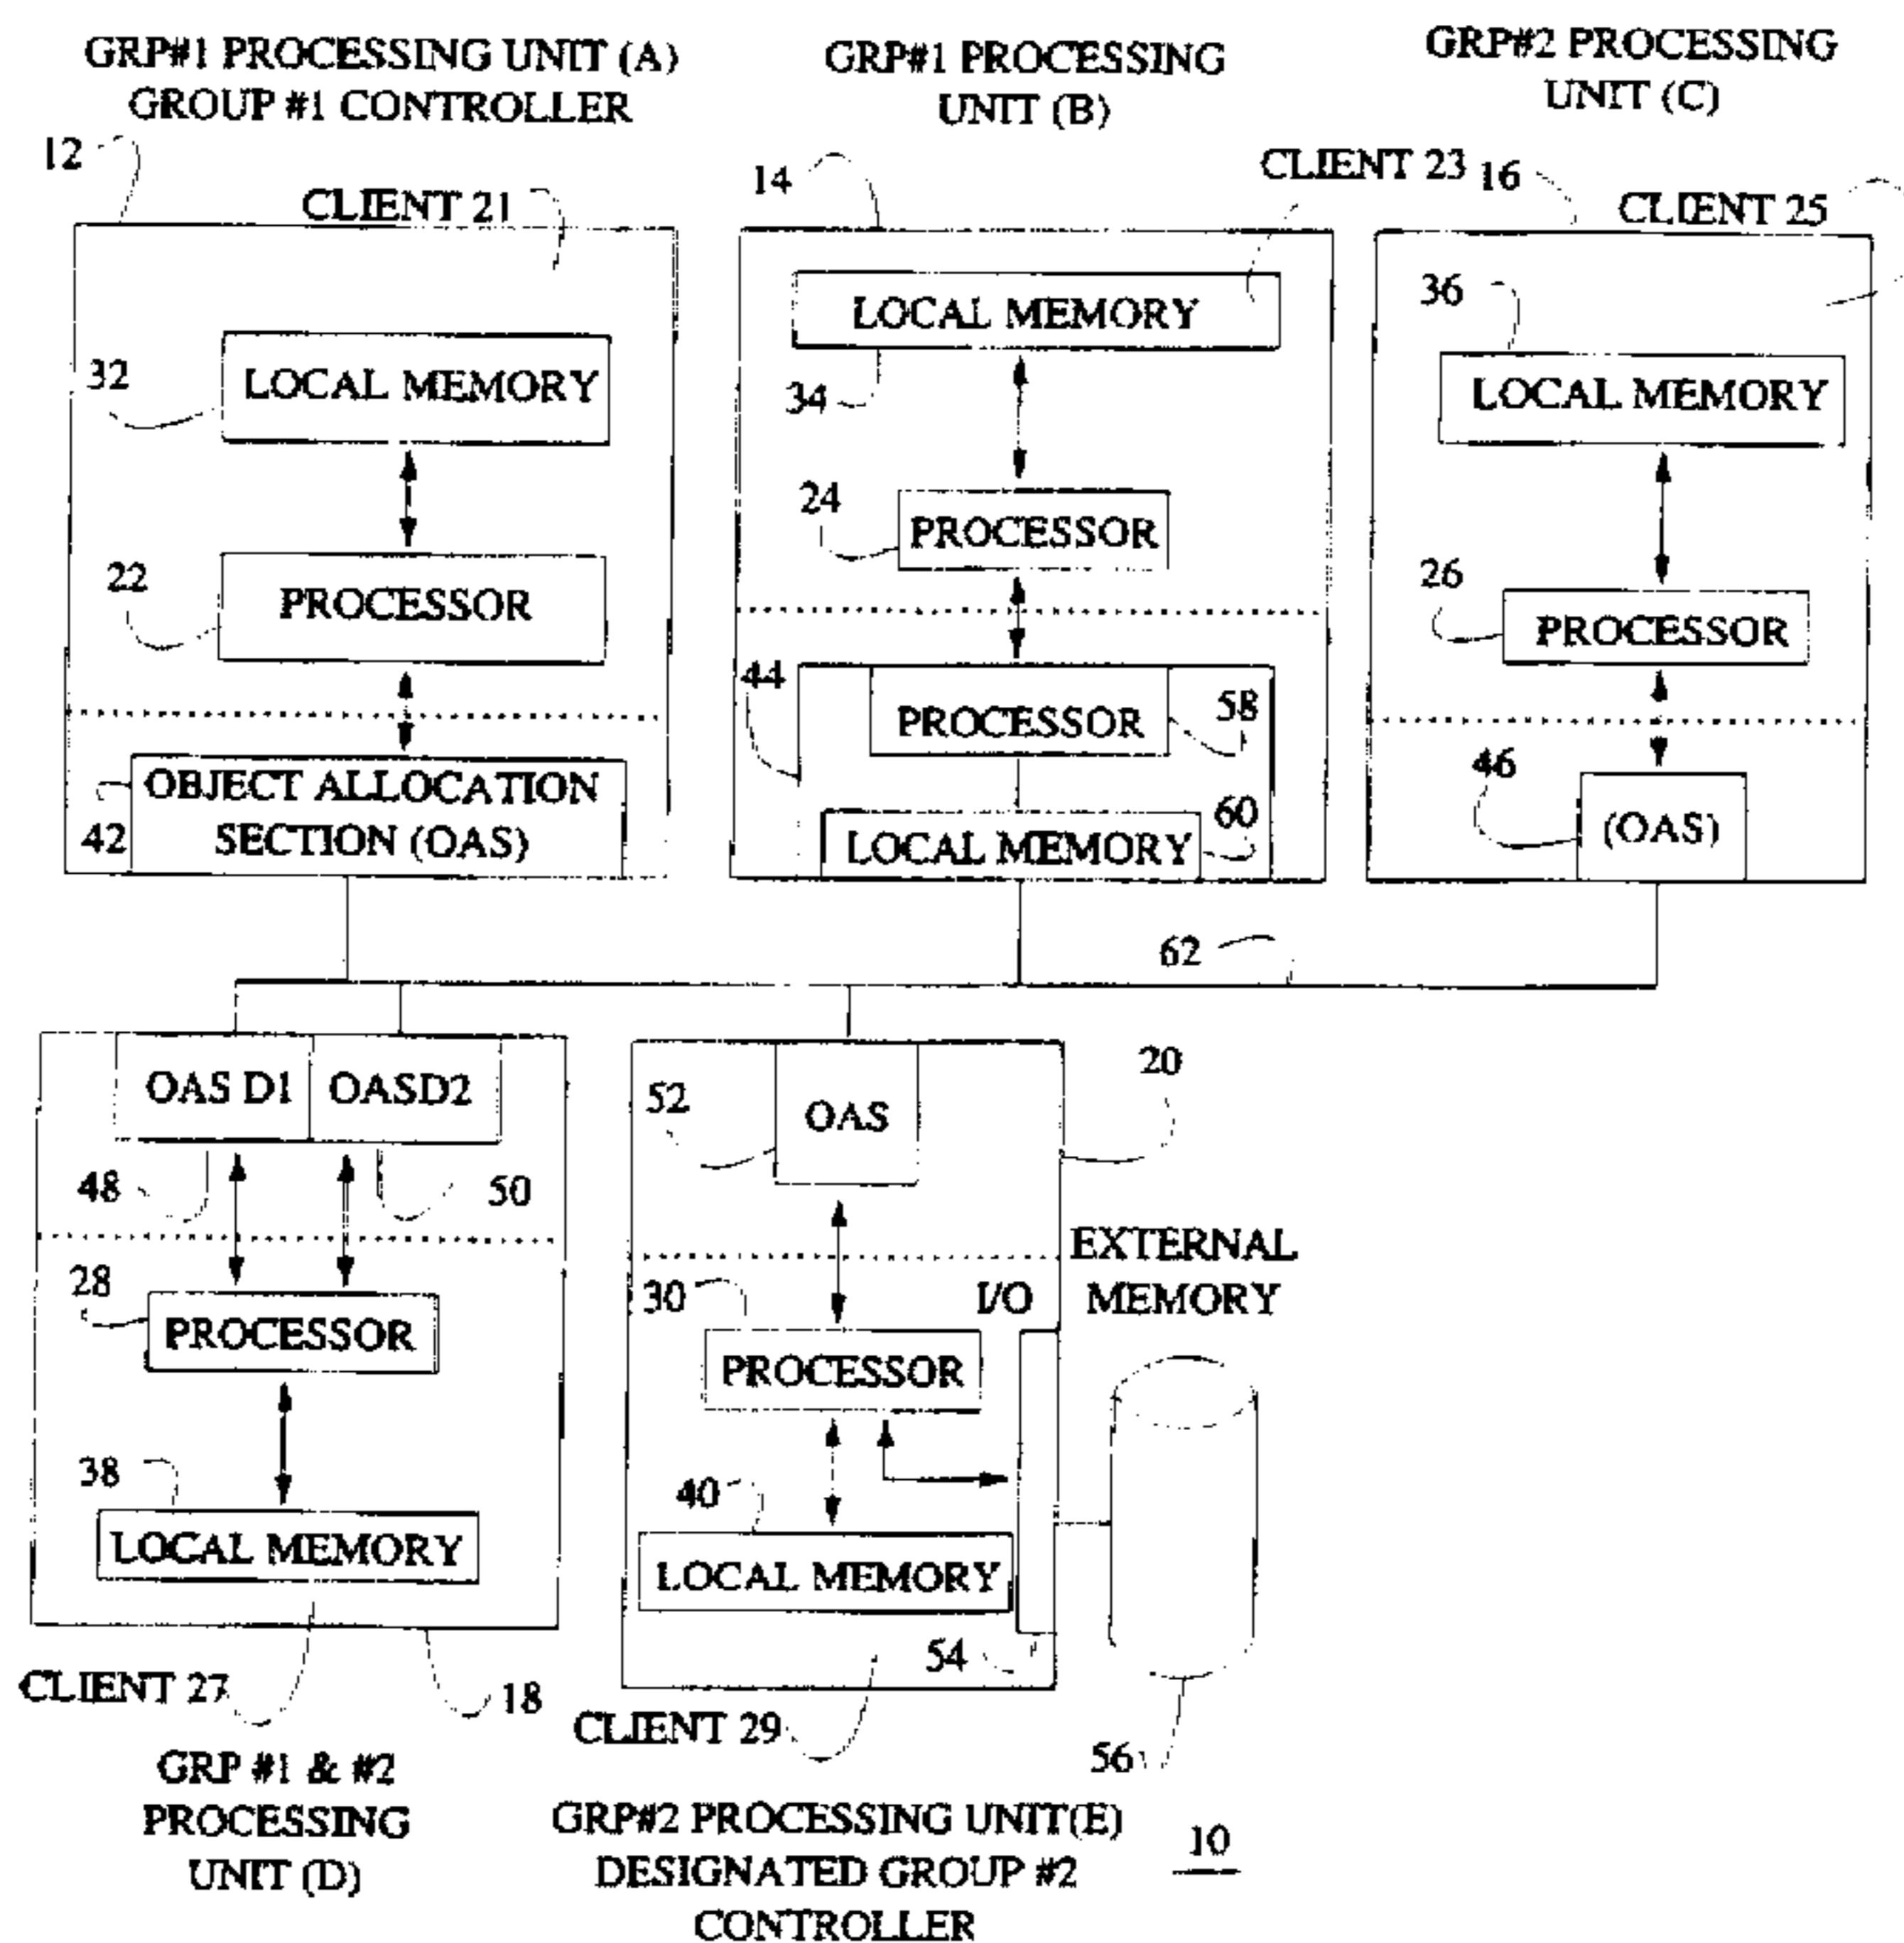 GRP#1 PROCESSING UNIT (A)
GROUP #1 CONTROLLER
GRP#1 PROCESSING
UNIT (B)
GRP#2 PROCESSING
UNIT (C)
12
CLIENT 21
14
CLIENT 23
16
CLIENT 25
32
LOCAL MEMORY
22
PROCESSOR
42
OBJECT ALLOCATION
SECTION (OAS)
LOCAL MEMORY
34
24
PROCESSOR
44
PROCESSOR
58
LOCAL MEMORY
60
36
LOCAL MEMORY
26
PROCESSOR
46
(OAS)
62
OAS D1
OASD2
48
50
28
PROCESSOR
38
LOCAL MEMORY
CLIENT 27
18
GRP #1 & #2
PROCESSING
UNIT (D)
52
OAS
20
30
PROCESSOR
I/O
EXTERNAL
MEMORY
40
LOCAL MEMORY
54
CLIENT 29
56
GRP#2 PROCESSING UNIT(E)
DESIGNATED GROUP #2
CONTROLLER
10